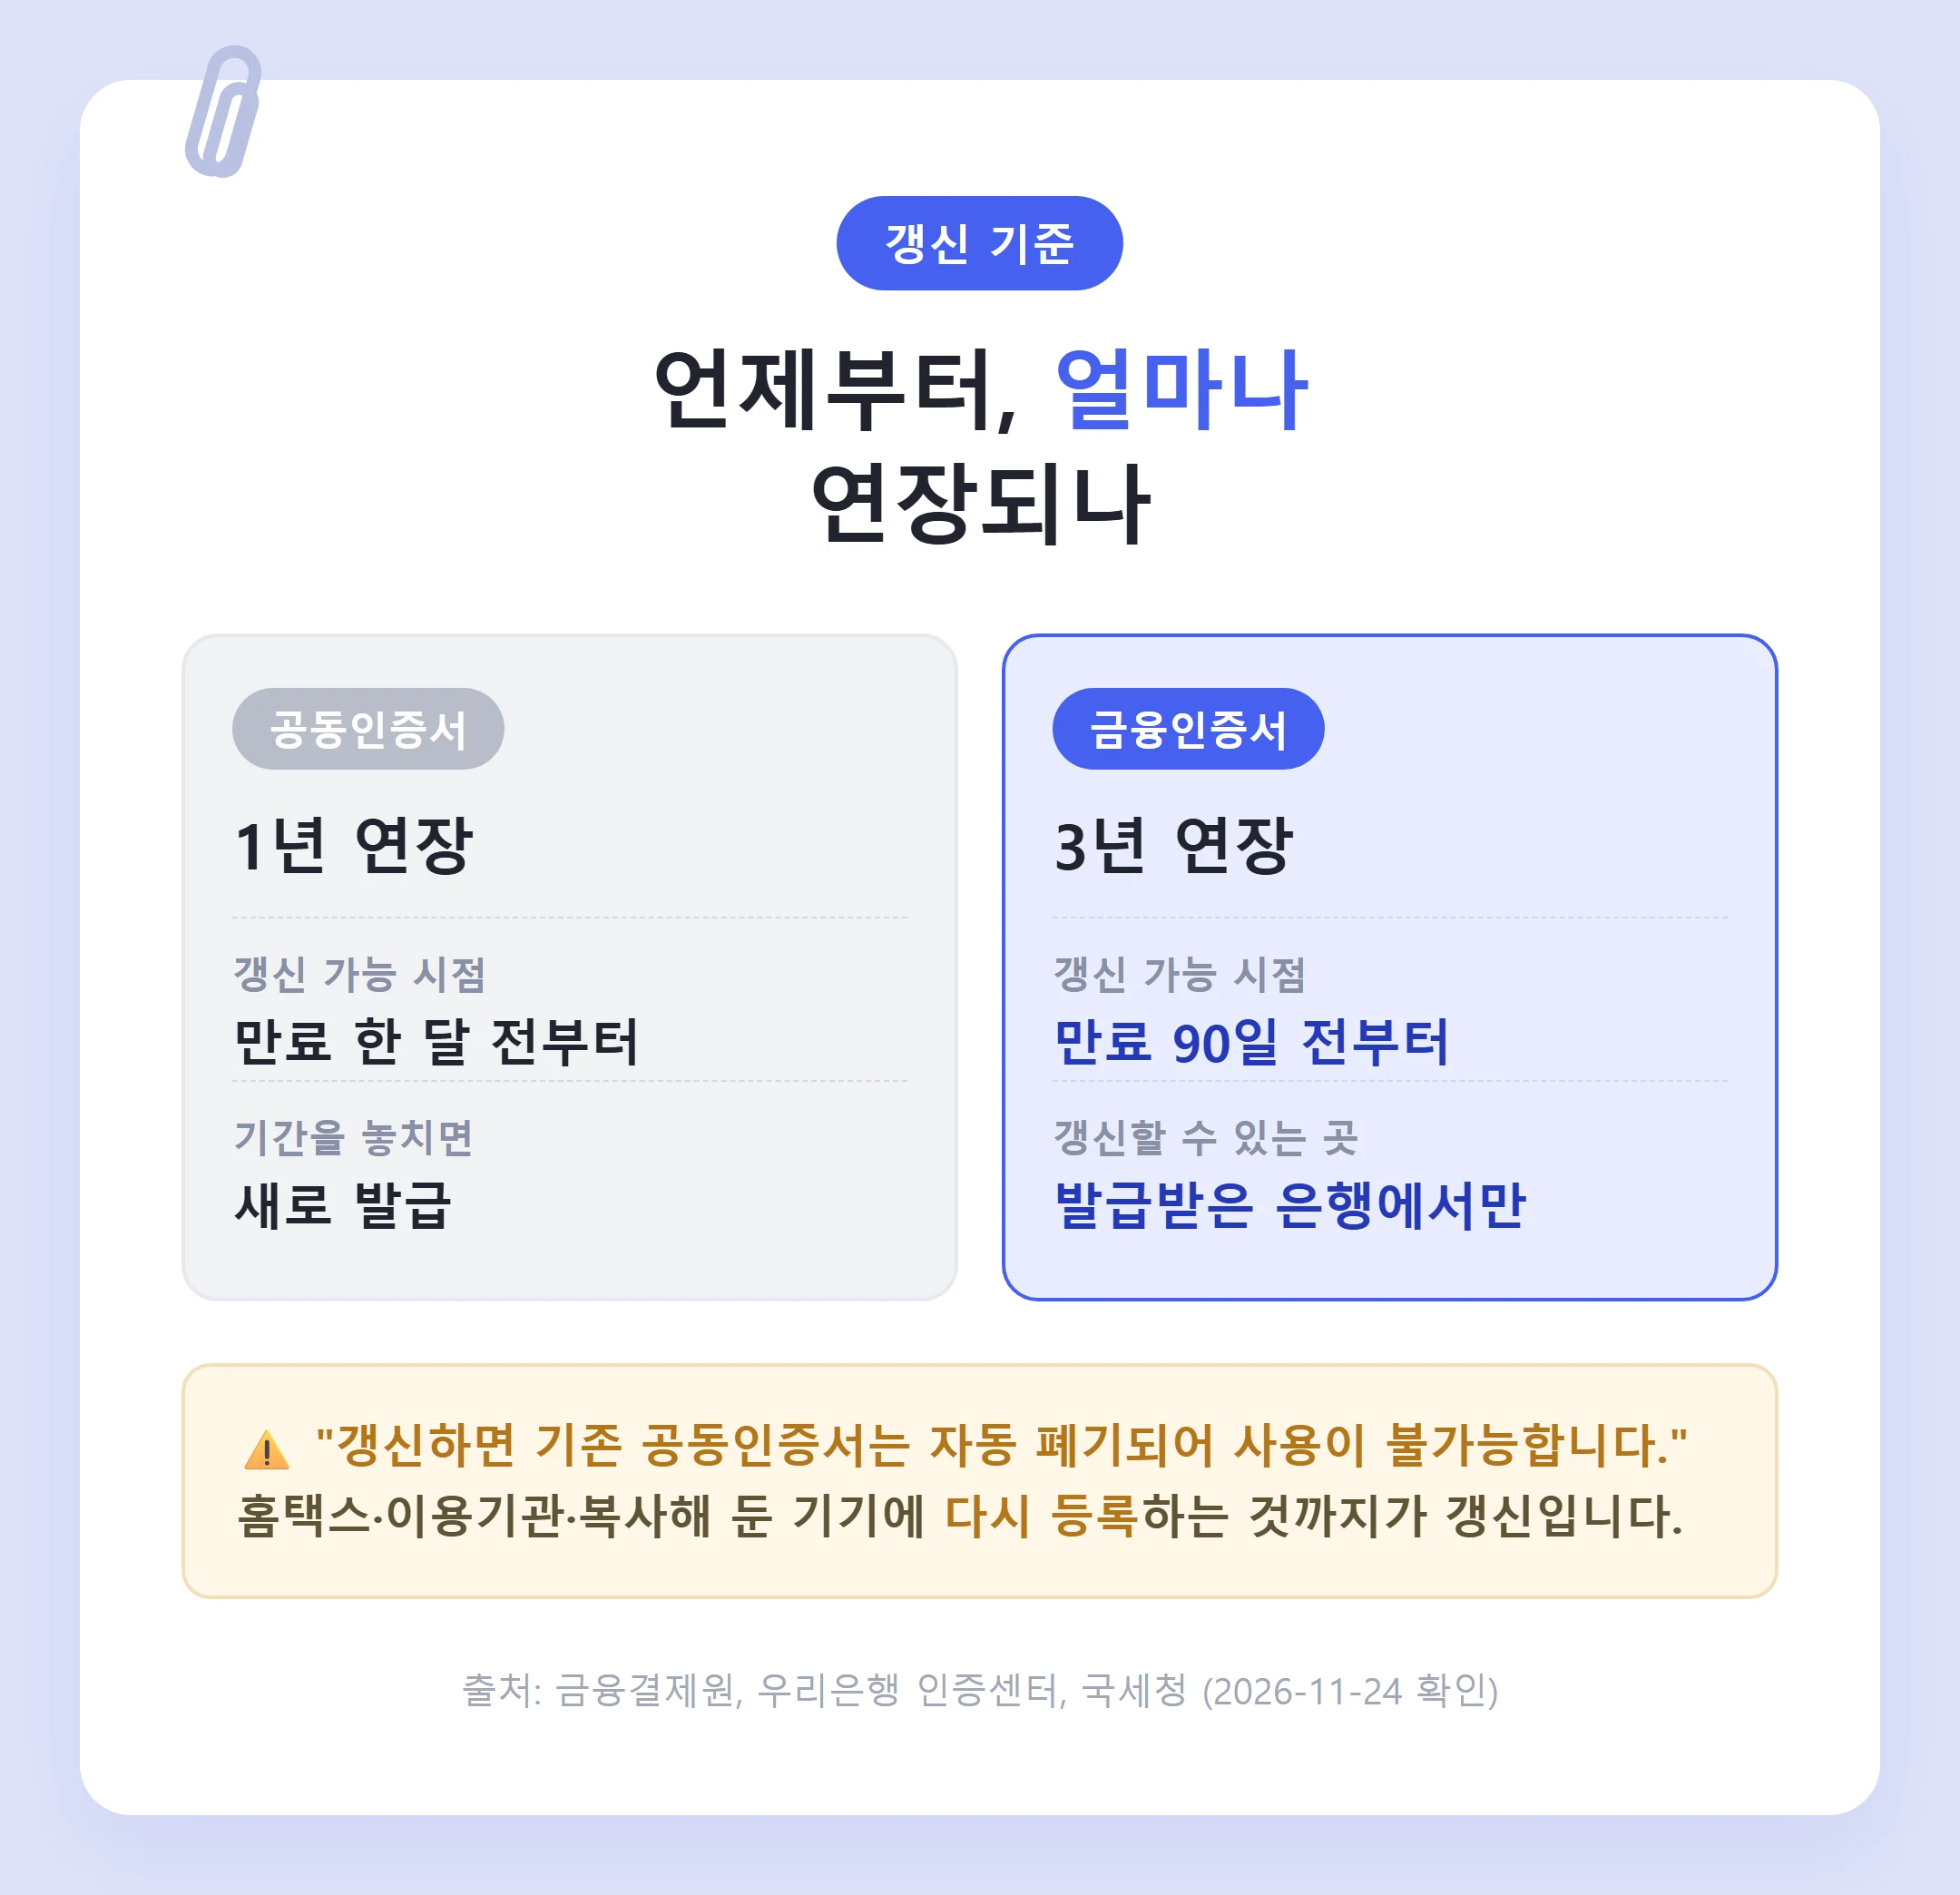 갱신 기준
언제부터, 얼마나
연장되나
공동인증서
1년 연장
갱신 가능 시점
만료 한 달 전부터
기간을 놓치면
새로 발급
금융인증서
3년 연장
갱신 가능 시점
만료 90일 전부터
갱신할 수 있는 곳
발급받은 은행에서만
⚠️ "갱신하면 기존 공동인증서는 자동 폐기되어 사용이 불가능합니다."
홈택스·이용기관·복사해 둔 기기에 다시 등록하는 것까지가 갱신입니다.
출처: 금융결제원, 우리은행 인증센터, 국세청 (2026-11-24 확인)